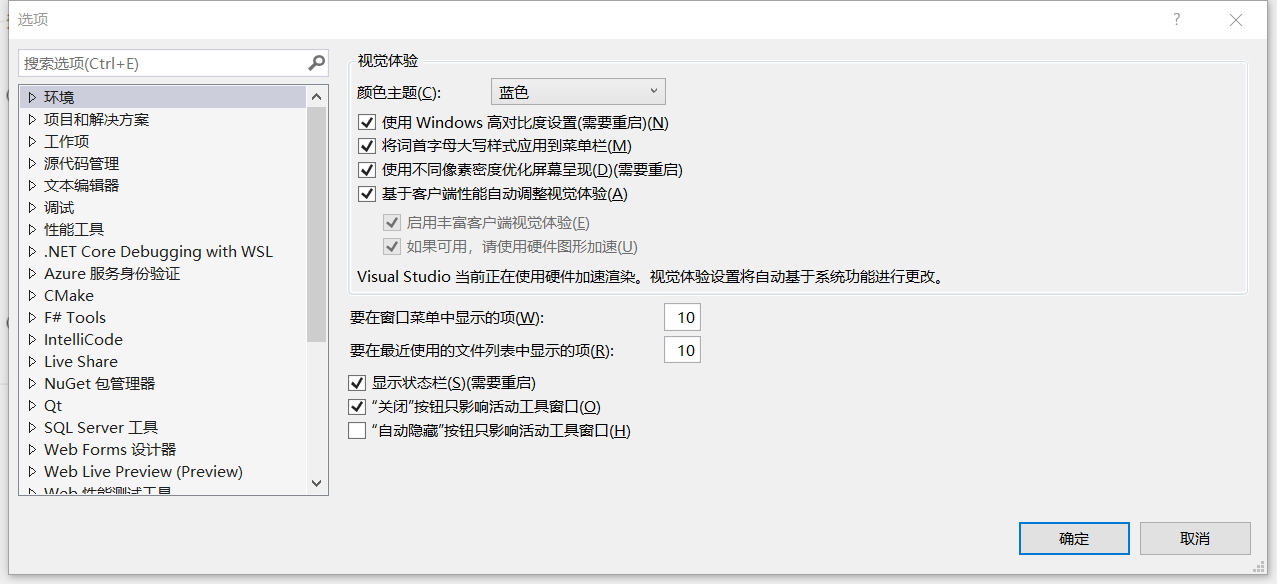 选项
?
搜索选项(Ctrl+E)
环境
项目和解决方案
工作项
源代码管理
文本编辑器
调试
性能工具
.NET Core Debugging with WSL
Azure 服务身份验证
CMake
F# Tools
IntelliCode
Live Share
NuGet 包管理器
Qt
SQL Server 工具
Web Forms 设计器
Web Live Preview (Preview)
Web 性能测试工具
视觉体验
颜色主题(C):
蓝色
使用 Windows 高对比度设置(需要重启)(N)
将词首字母大写样式应用到菜单栏(M)
使用不同像素密度优化屏幕呈现(D)(需要重启)
基于客户端性能自动调整视觉体验(A)
启用丰富客户端视觉体验(E)
如果可用，请使用硬件图形加速(U)
Visual Studio 当前正在使用硬件加速渲染。视觉体验设置将自动基于系统功能进行更改。
要在窗口菜单中显示的项(W):
10
要在最近使用的文件列表中显示的项(R):
10
显示状态栏(S)(需要重启)
“关闭”按钮只影响活动工具窗口(O)
“自动隐藏”按钮只影响活动工具窗口(H)
确定
取消